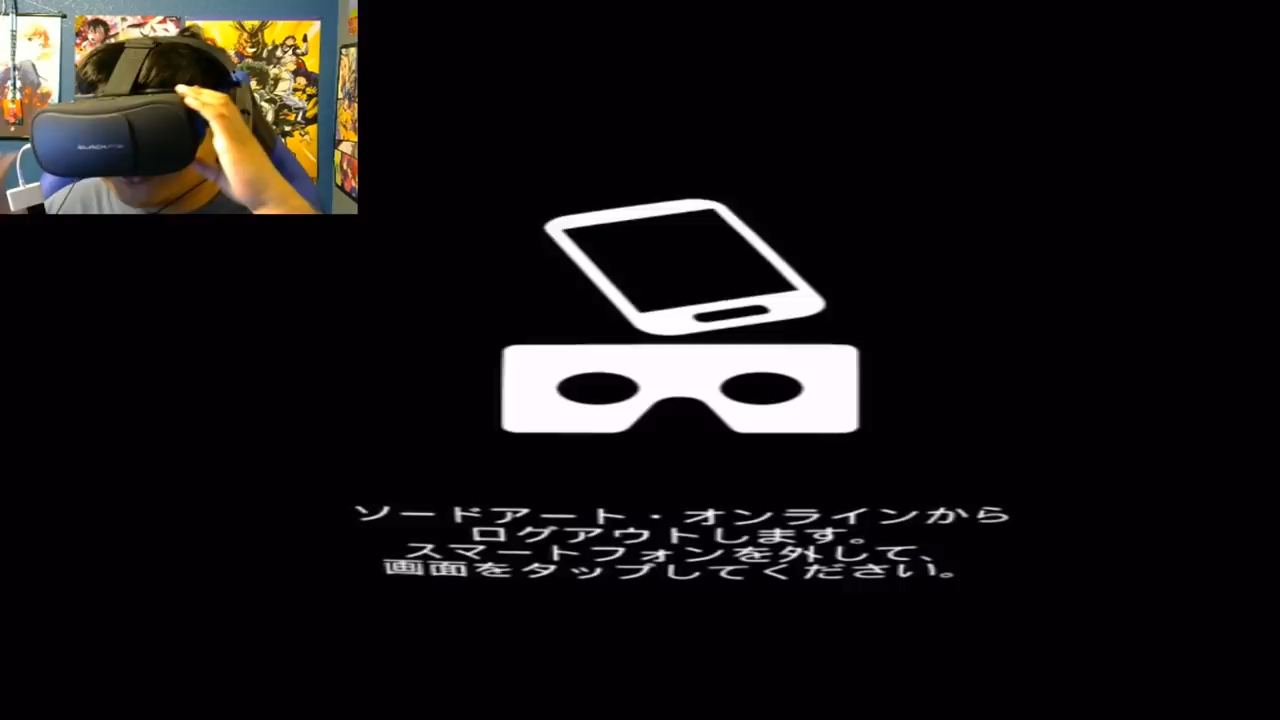 ソードアート・オンラインから
ログアウトします。
スマートフォンを外して、
画面をタップしてください。